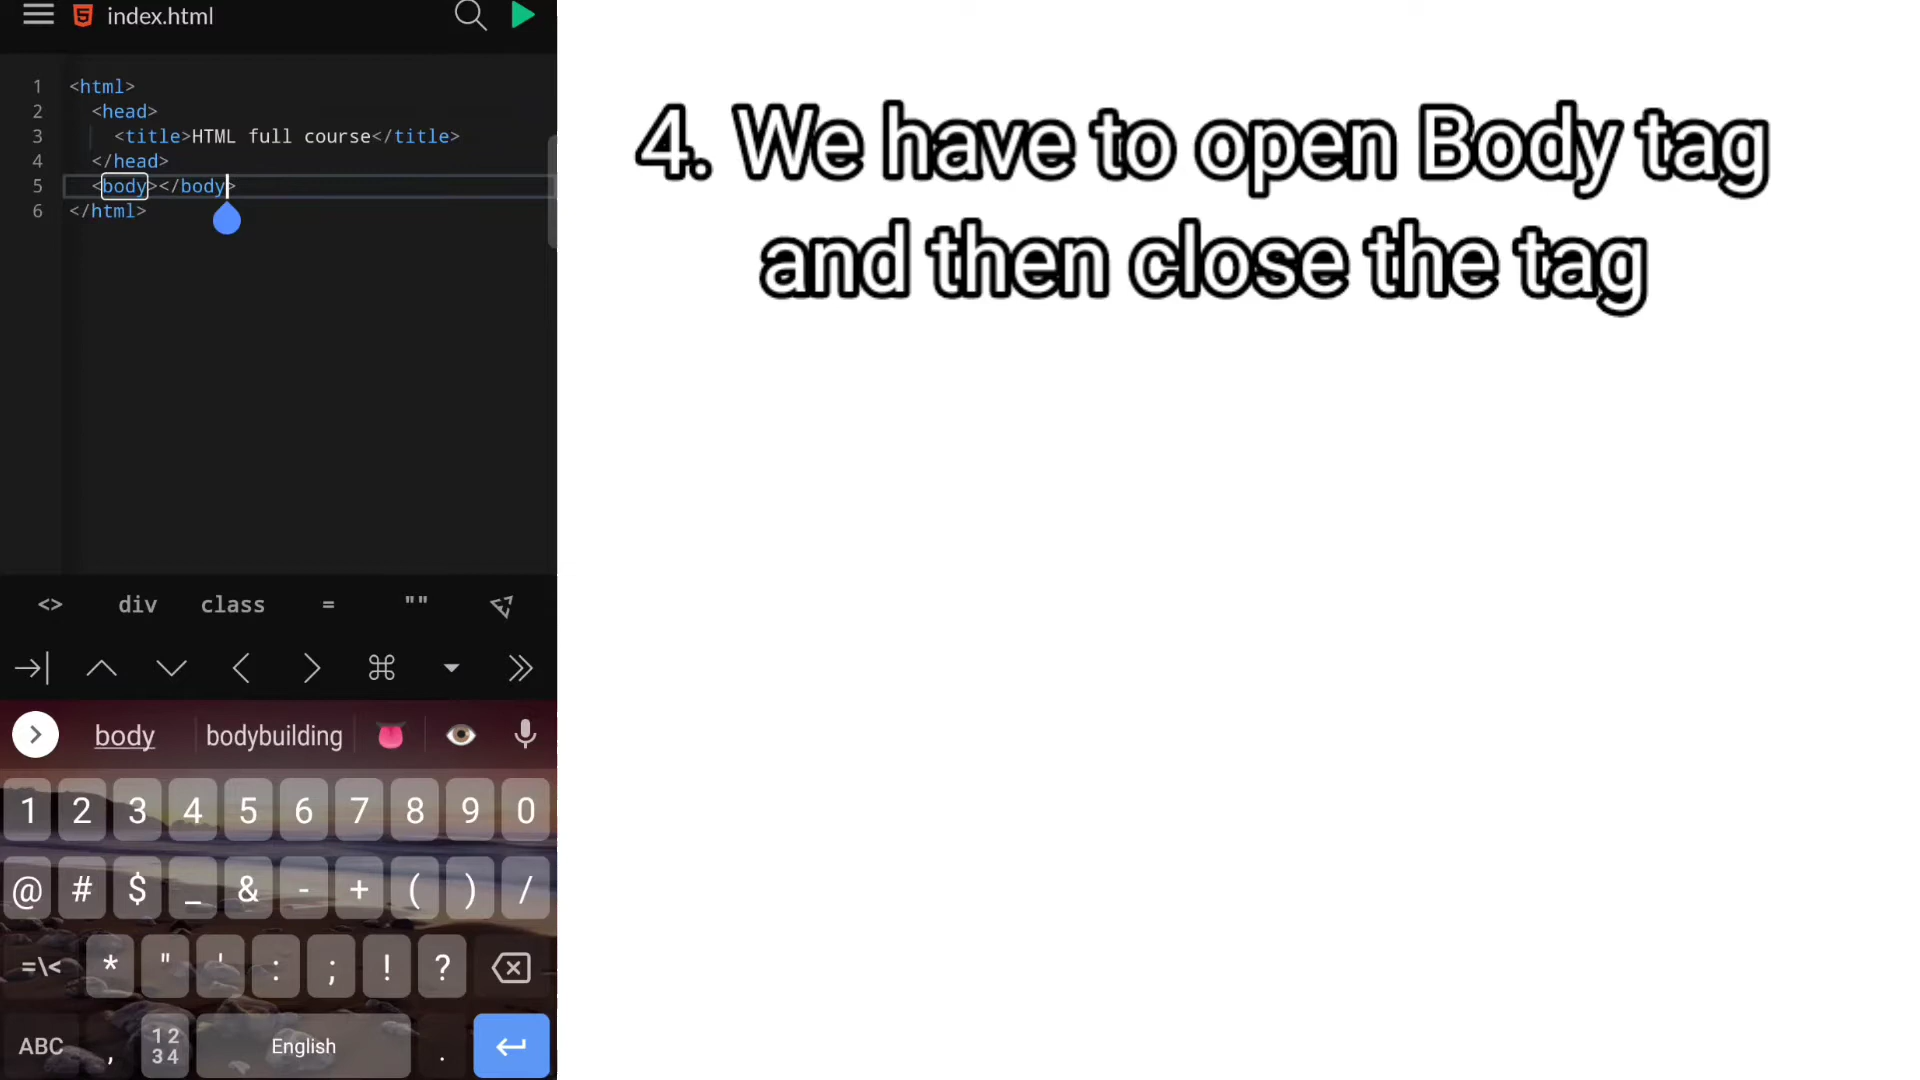 index.html
1 <html>
2 <head>
3 <title>HTML full course</title>
4 </head>
5 <body></body>
6 </html>
4. We have to open Body tag
and then close the tag
<> div class = ""
body bodybuilding
1 2 3 4 5 6 7 8 9 0
@ # $ _ & - + ( ) /
=\< * " ' : ; ! ?
ABC , 12 34 English .